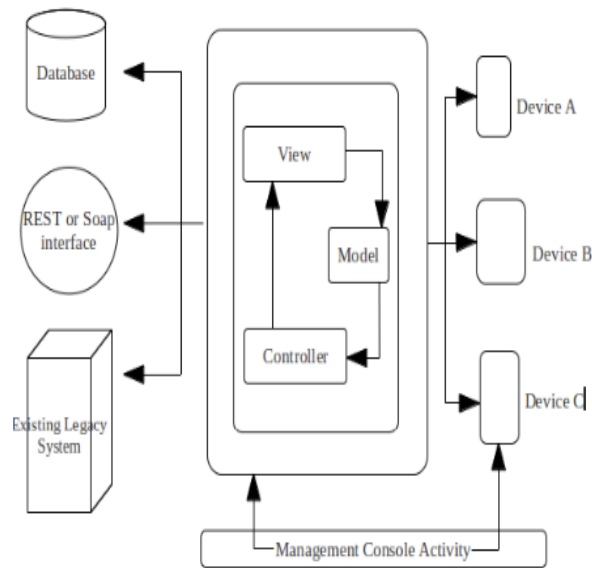 Database
REST or Soap
interface
Existing Legacy
System
View
Model
Controller
Device A
Device B
Device C
Management Console Activity